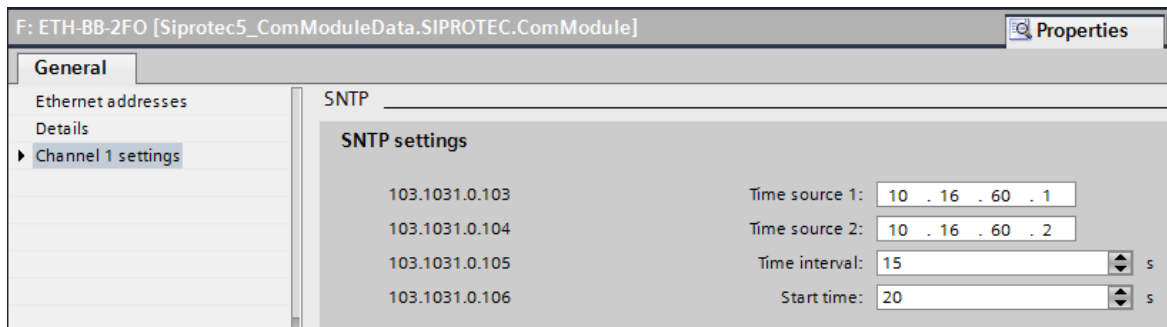 F: ETH-BB-2FO [Siprotec5_ComModuleData.SIPROTEC.ComModule]
Properties
General
Ethernet addresses
Details
Channel 1 settings
SNTP
SNTP settings
103.1031.0.103 Time source 1: 10 . 16 . 60 . 1
103.1031.0.104 Time source 2: 10 . 16 . 60 . 2
103.1031.0.105 Time interval: 15 s
103.1031.0.106 Start time: 20 s